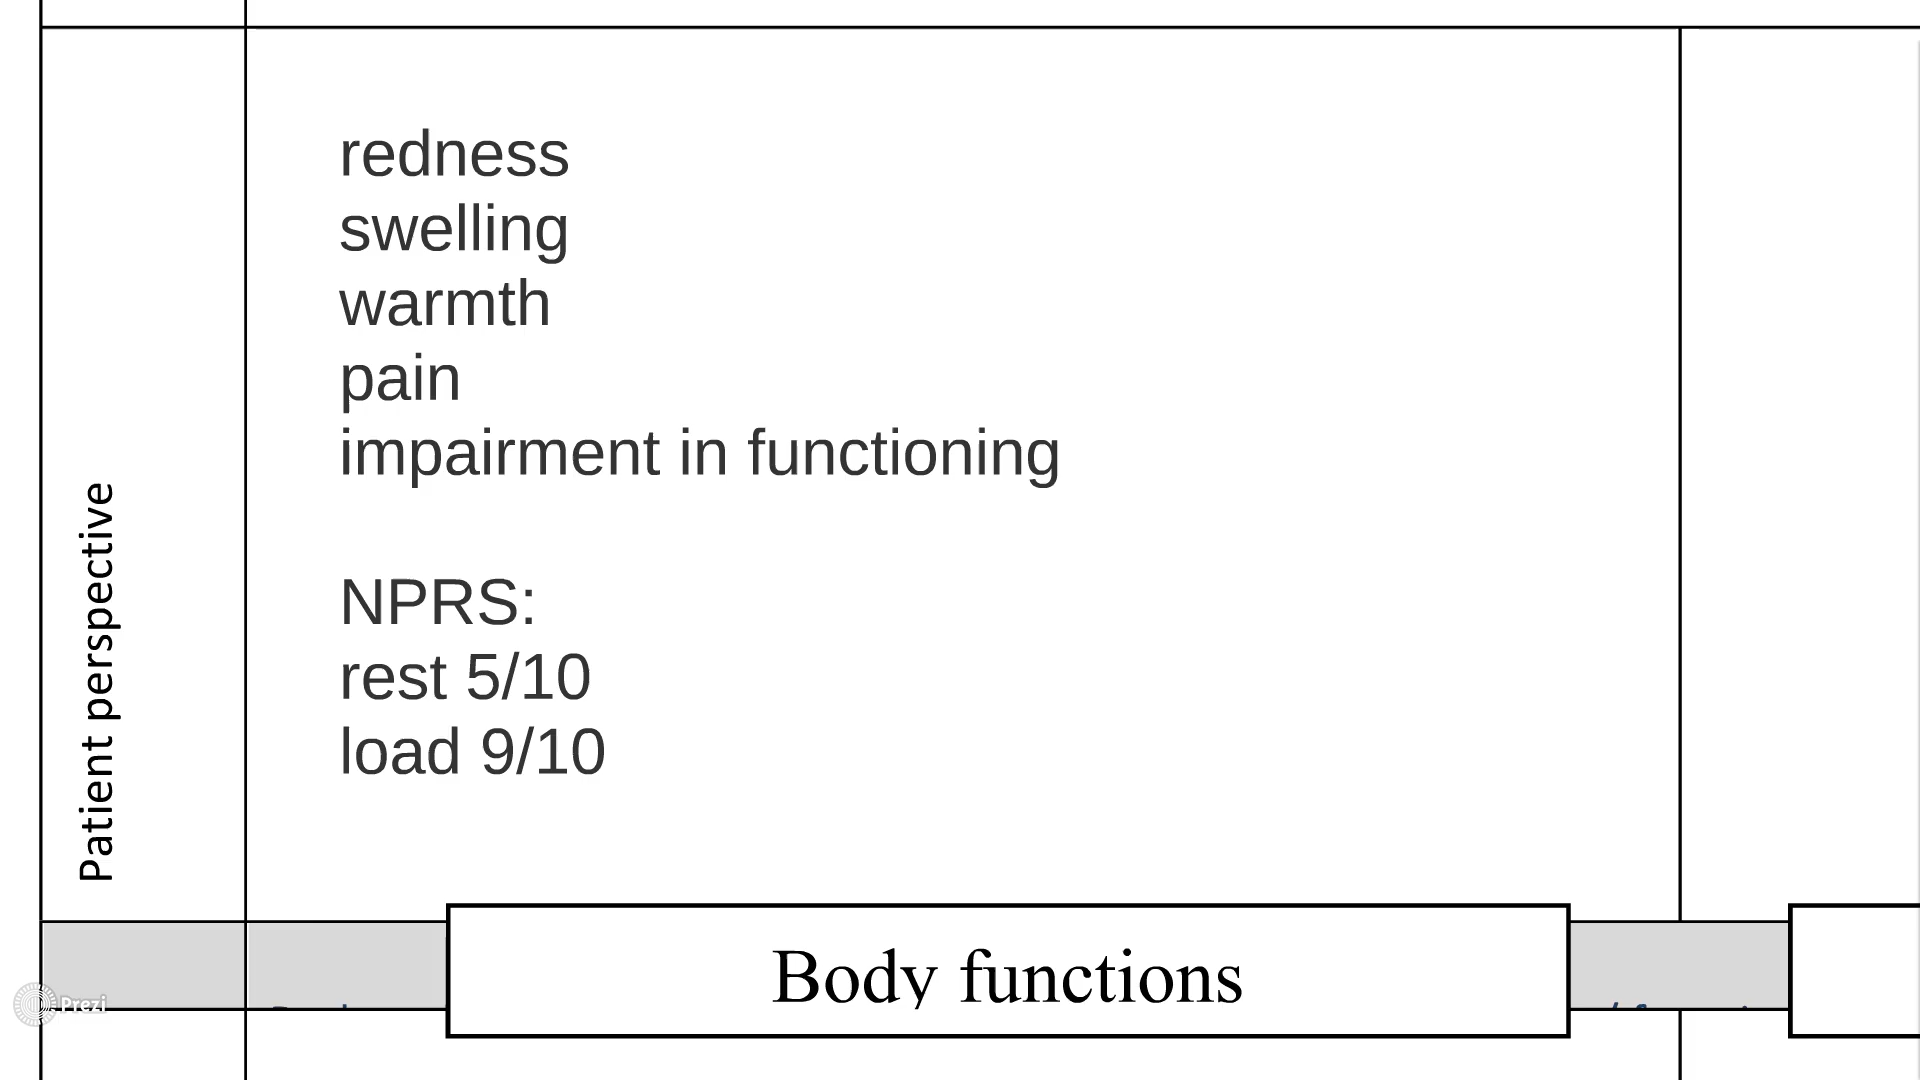 redness
swelling
warmth
pain
impairment in functioning
NPRS:
rest 5/10
load 9/10
Patient perspective
Body functions
Prezi